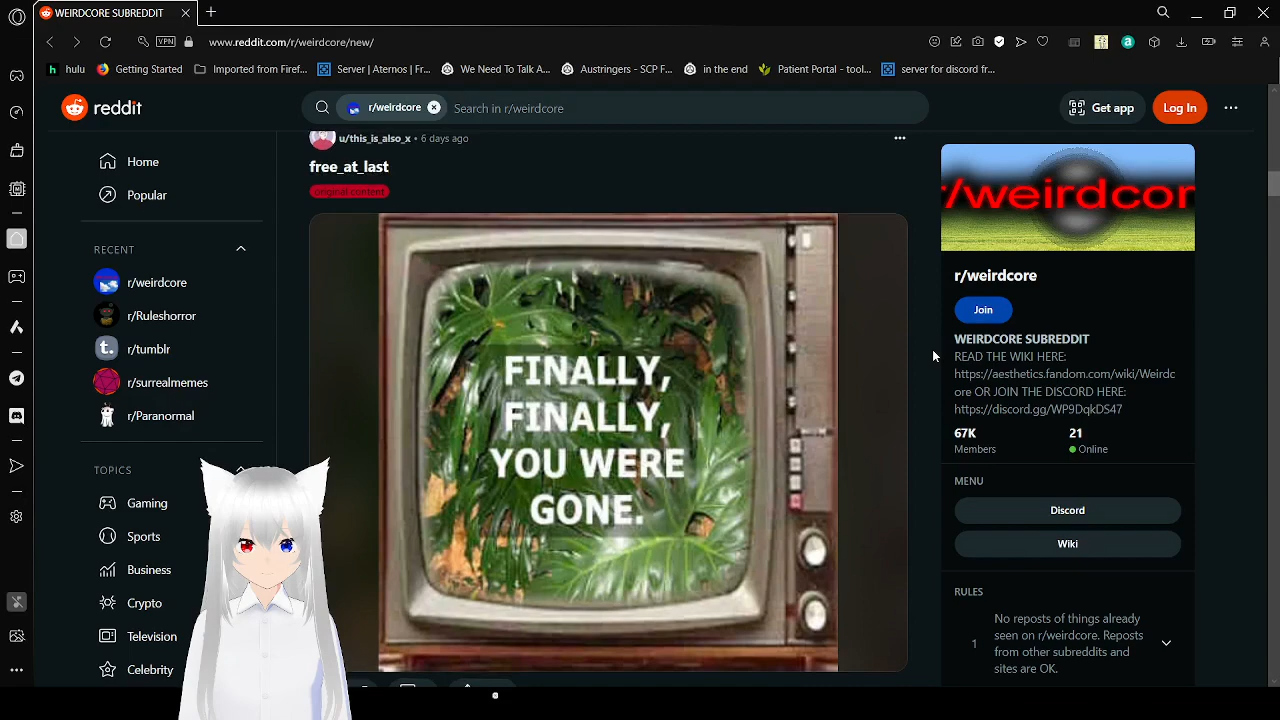 WEIRDCORE SUBREDDIT
VPN
www.reddit.com/r/weirdcore/new/
hulu
Getting Started
Imported from Firef...
Server | Aternos | Fr...
We Need To Talk A...
Austringers - SCP F...
in the end
Patient Portal - tool...
server for discord fr...
reddit
r/weirdcore
Search in r/weirdcore
Get app
Log In
Home
Popular
RECENT
r/weirdcore
r/Ruleshorror
r/tumblr
r/surrealmemes
r/Paranormal
TOPICS
Gaming
Sports
Business
Crypto
Television
Celebrity
u/this_is_also_x • 6 days ago
free_at_last
original content
FINALLY,
FINALLY,
YOU WERE
GONE.
r/weirdcor
r/weirdcore
Join
WEIRDCORE SUBREDDIT
READ THE WIKI HERE:
https://aesthetics.fandom.com/wiki/Weirdc
ore OR JOIN THE DISCORD HERE:
https://discord.gg/WP9DqkDS47
67K
21
Members
Online
MENU
Discord
Wiki
RULES
1
No reposts of things already
seen on r/weirdcore. Reposts
from other subreddits and
sites are OK.